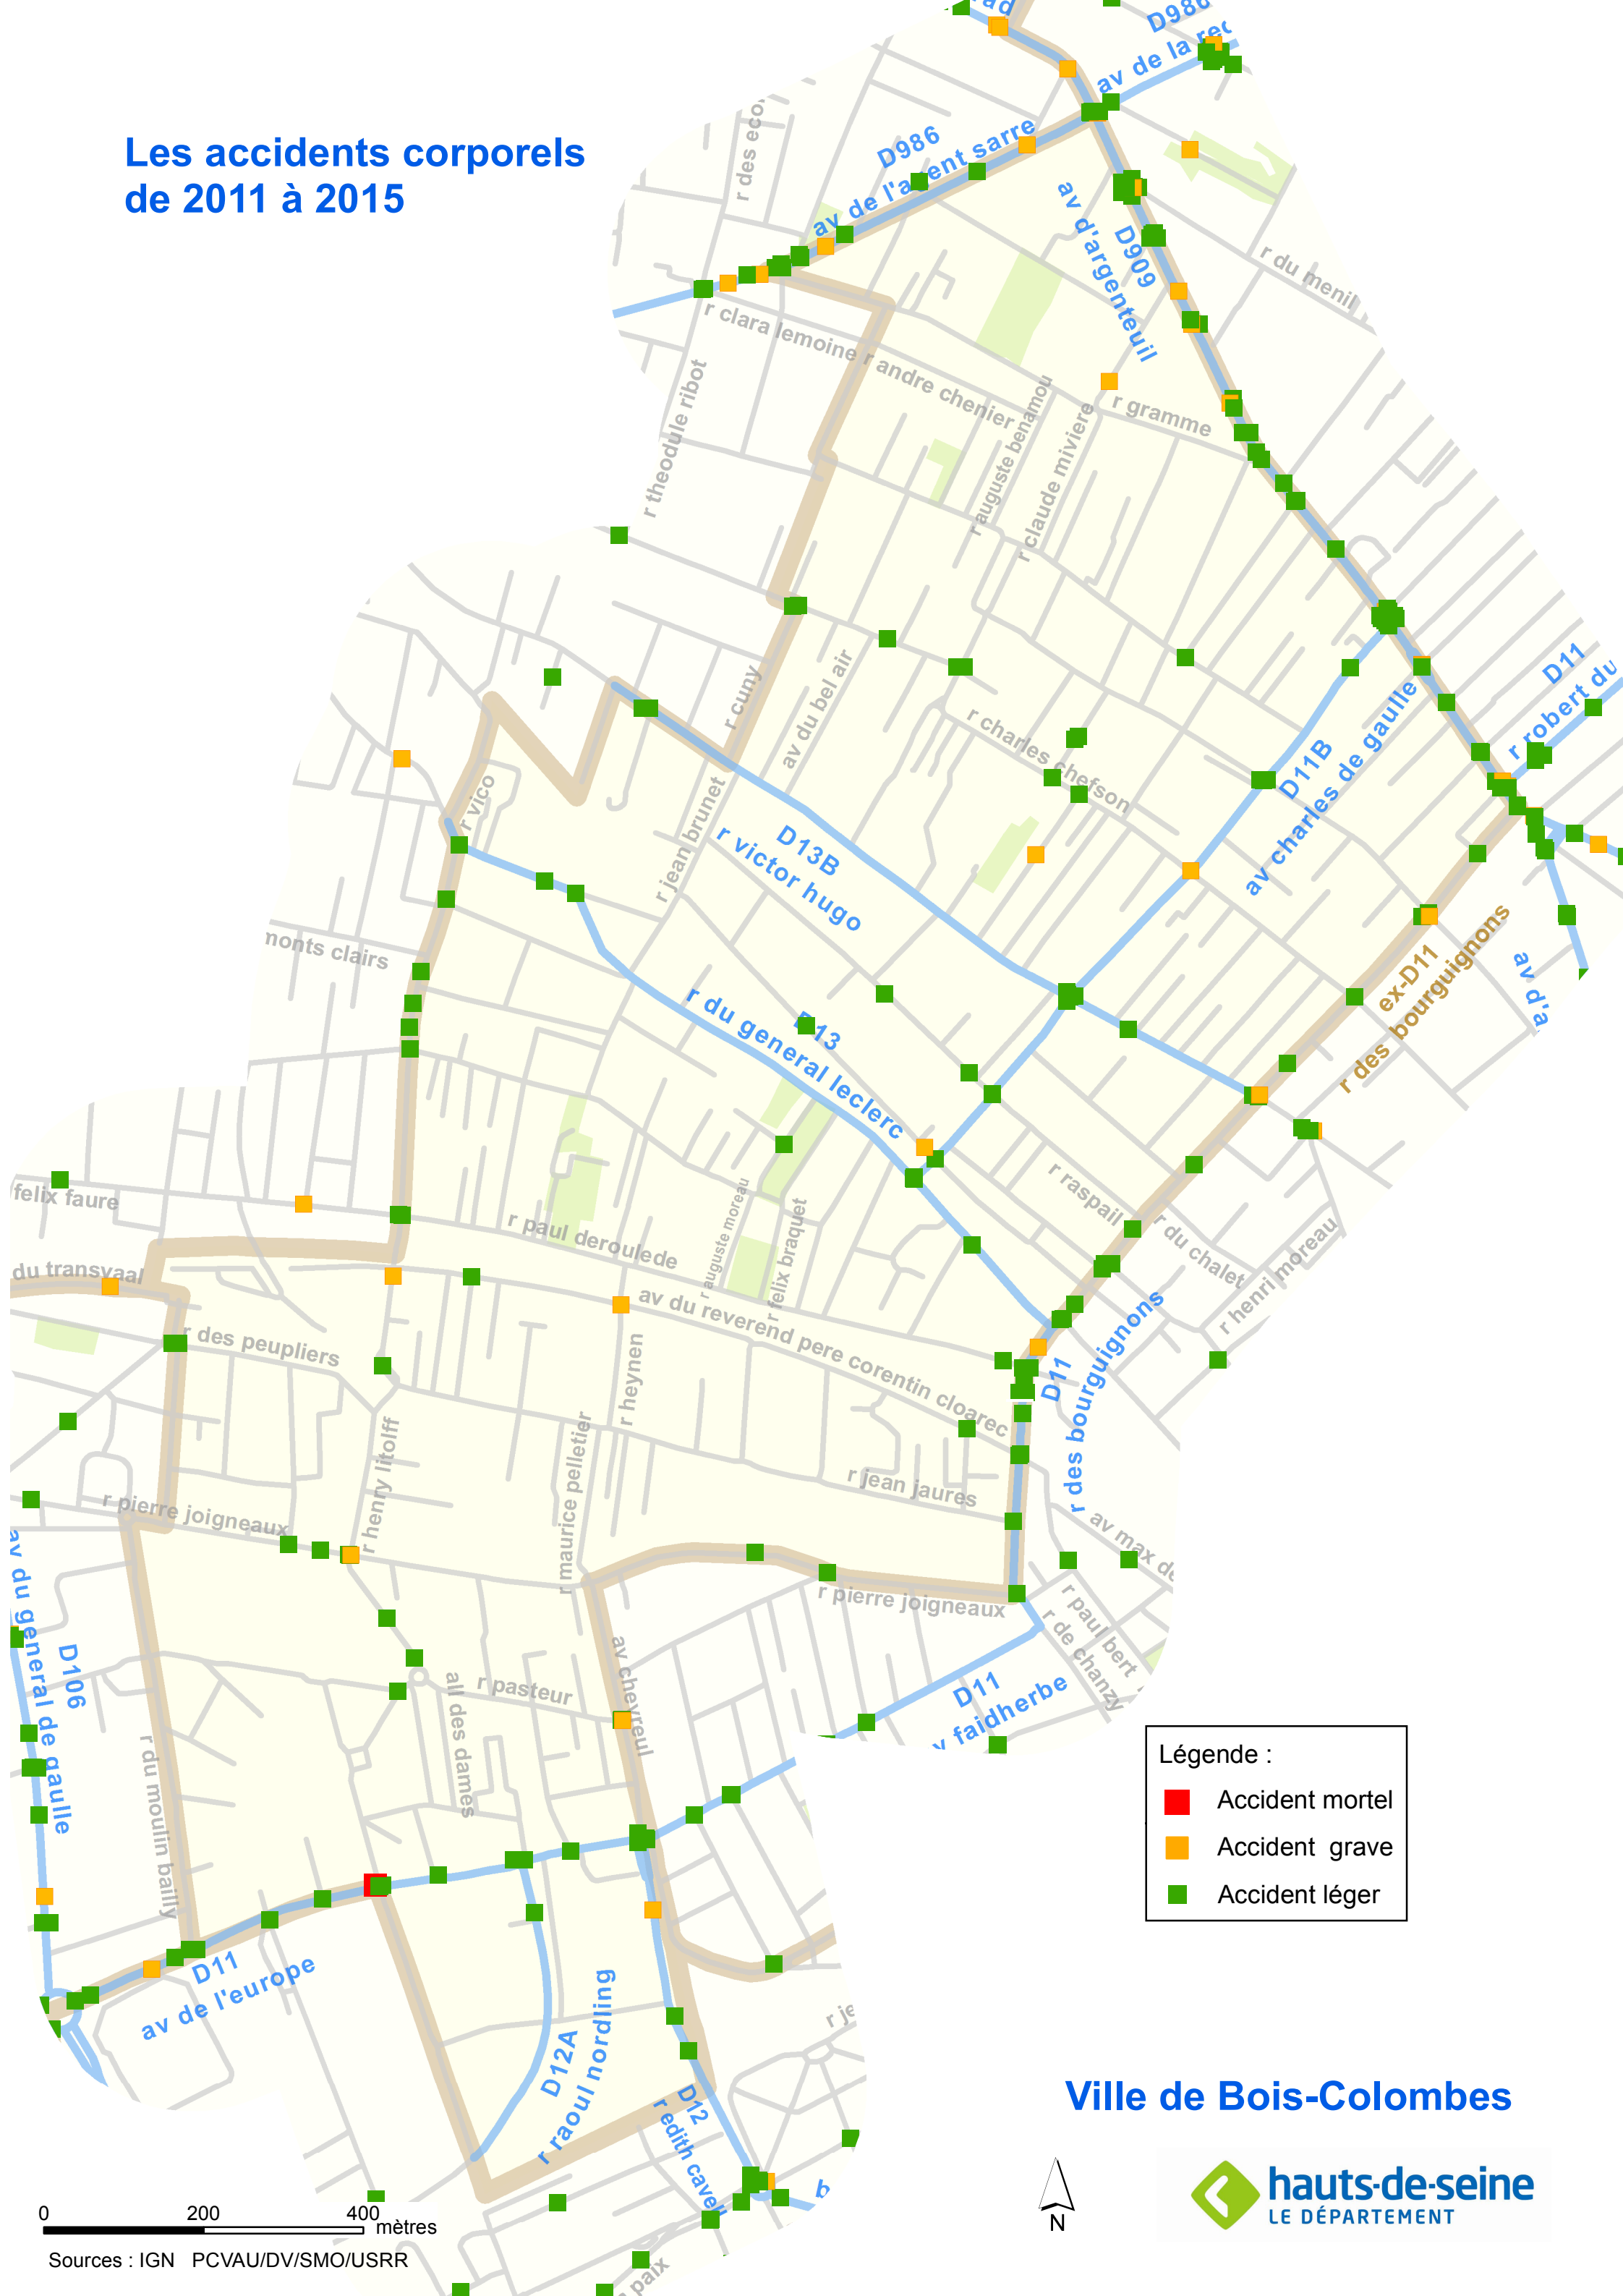 Les accidents corporels
de 2011 à 2015
D986
av de la
D986
av de l'agent sarre
r des
av d'argenteuil
D909
r du menil
r clara lemoine
r andre chenier
r gramme
r theodule ribot
r auguste benamou
r claude miviere
D11
r robert du
r cuny
av du bel air
r charles chefson
D11B
av charles de gaulle
r vico
r jean brunet
D13B
r victor hugo
monts clairs
ex-D11
r des bourguignons
av d'a
D13
r du general leclerc
felix faure
r raspail
r du chalet
r henri moreau
r paul deroulede
r auguste moreau
r felix braquet
du transvaal
av du reverend pere corentin cloarec
r des peupliers
r heynen
D11
r des bourguignons
r henry litolff
r maurice pelletier
r jean jaures
r pierre joigneaux
av max de
r pierre joigneaux
r paul bert
r de chanzy
av du general de gaulle
D106
av chevreul
r pasteur
all des dames
D11
faidherbe
r du moulin bailly
Légende :
Accident mortel
Accident grave
Accident léger
D11
av de l'europe
D12A
r raoul nordling
D12
r edith cavell
r je
b
paix
Ville de Bois-Colombes
N
hauts-de-seine
LE DÉPARTEMENT
0 200 400 mètres
Sources : IGN PCVAU/DV/SMO/USRR